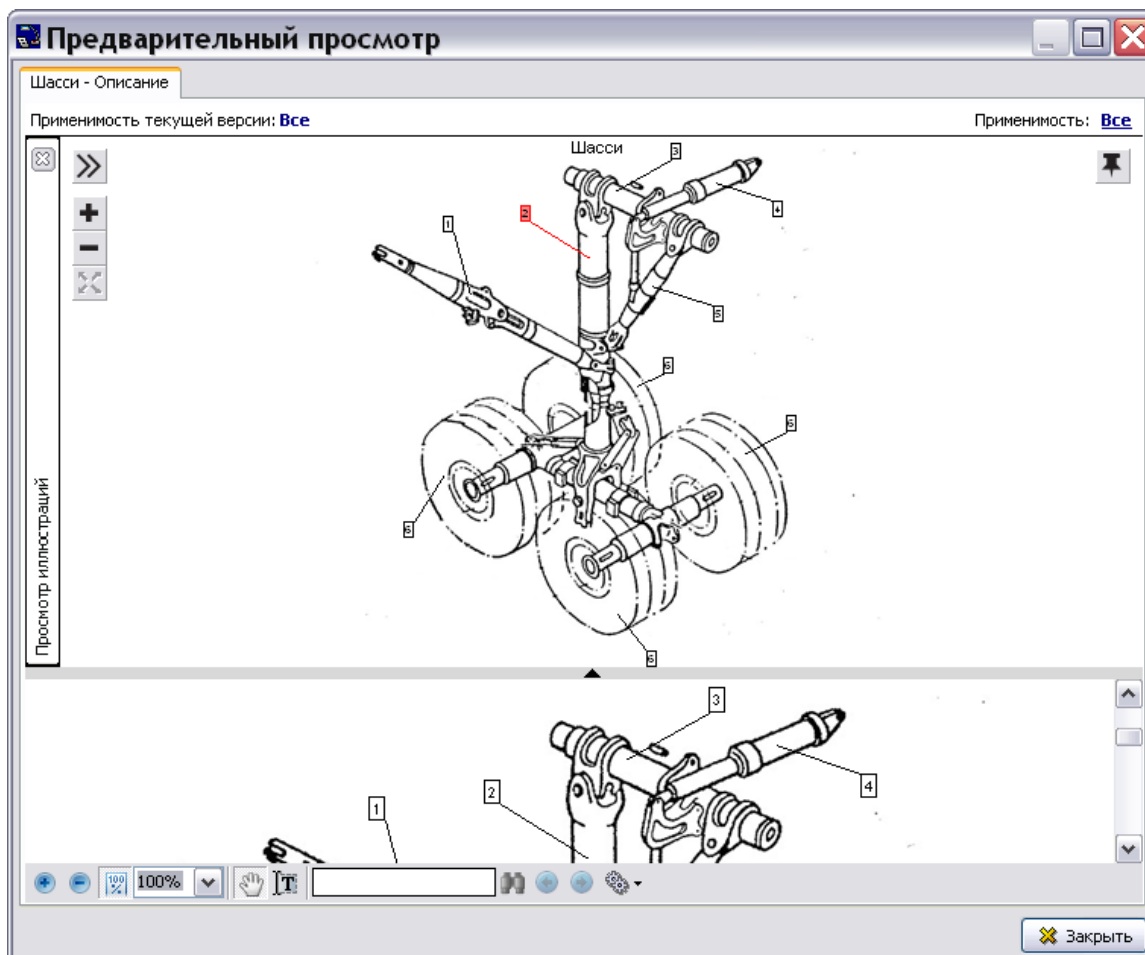 Предварительный просмотр
Шасси - Описание
Применимость текущей версии: Все
Применимость: Все
Просмотр иллюстраций
Шасси
3
4
2
1
5
6
6
6
6
3
4
2
1
100%
100%
T
Закрыть